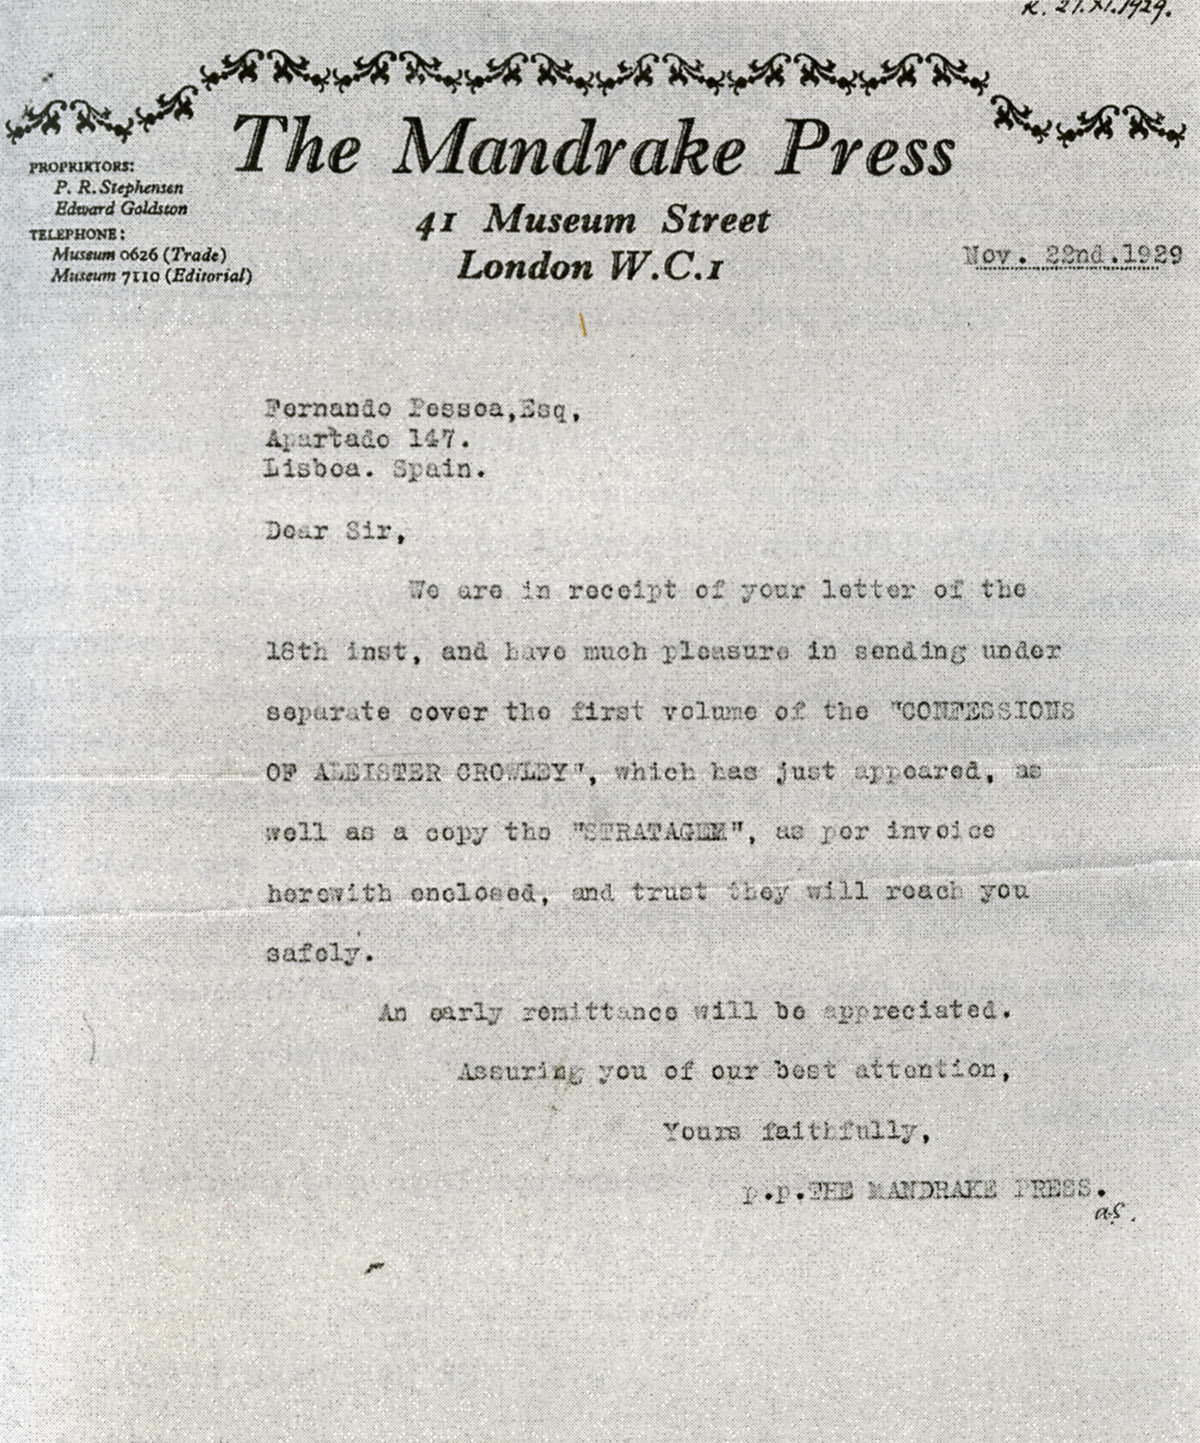 R. 27.XI.1929.
The Mandrake Press
PROPRIETORS:
P. R. Stephensen
Edward Goldston
TELEPHONE:
Museum 0626 (Trade)
Museum 7110 (Editorial)
41 Museum Street
London W.C.1
Nov. 22nd.1929
Fernando Pessoa,Esq,
Apartado 147.
Lisboa. Spain.
Dear Sir,
We are in receipt of your letter of the
18th inst, and have much pleasure in sending under
separate cover the first volume of the "CONFESSIONS
OF ALEISTER CROWLEY", which has just appeared, as
well as a copy the "STRATAGEM", as per invoice
herewith enclosed, and trust they will reach you
safely.
An early remittance will be appreciated.
Assuring you of our best attention,
Yours faithfully,
p.p.THE MANDRAKE PRESS.
as.